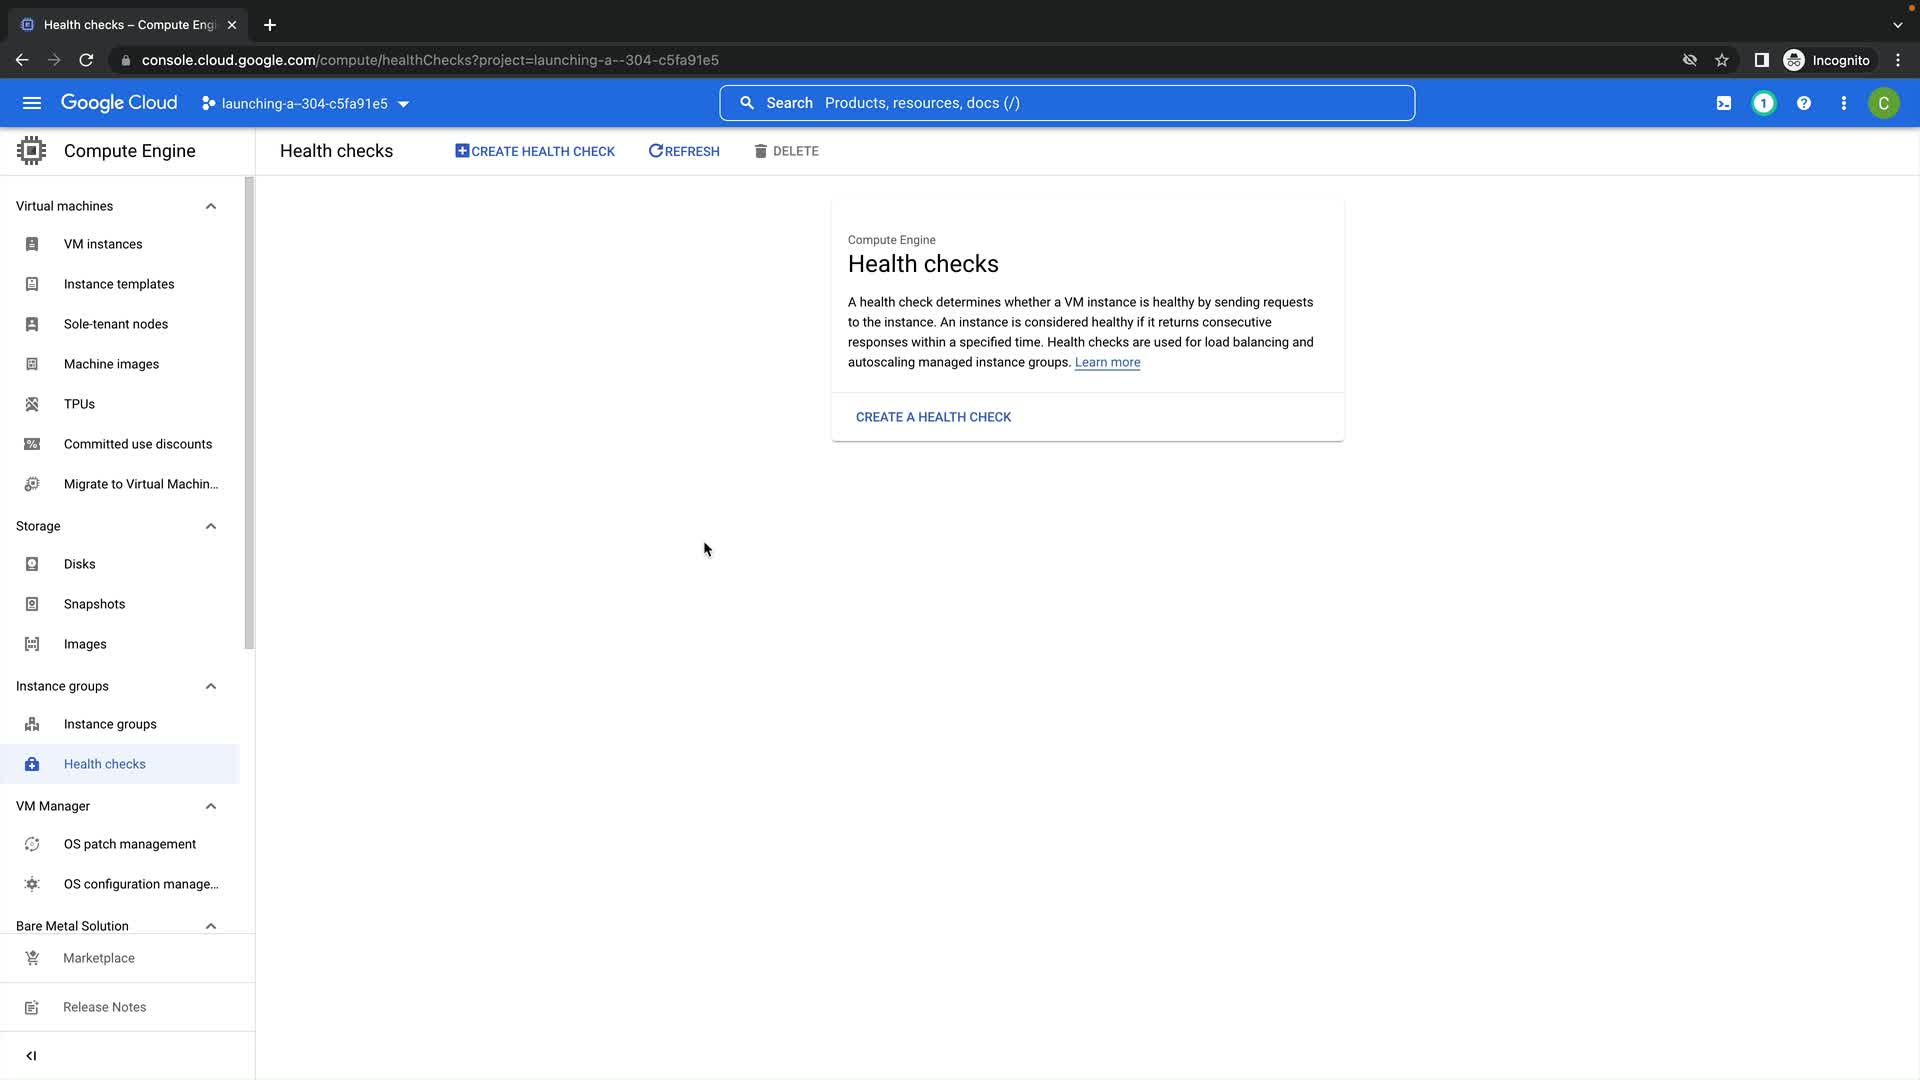 Health checks – Compute Engi
console.cloud.google.com/compute/healthChecks?project=launching-a--304-c5fa91e5
Incognito
Google Cloud
launching-a--304-c5fa91e5
Search Products, resources, docs (/)
1
C
Compute Engine
Health checks
CREATE HEALTH CHECK
REFRESH
DELETE
Virtual machines
VM instances
Instance templates
Sole-tenant nodes
Machine images
TPUs
Committed use discounts
Migrate to Virtual Machin...
Storage
Disks
Snapshots
Images
Instance groups
Instance groups
Health checks
VM Manager
OS patch management
OS configuration manage...
Bare Metal Solution
Marketplace
Release Notes
Compute Engine
Health checks
A health check determines whether a VM instance is healthy by sending requests
to the instance. An instance is considered healthy if it returns consecutive
responses within a specified time. Health checks are used for load balancing and
autoscaling managed instance groups. Learn more
CREATE A HEALTH CHECK